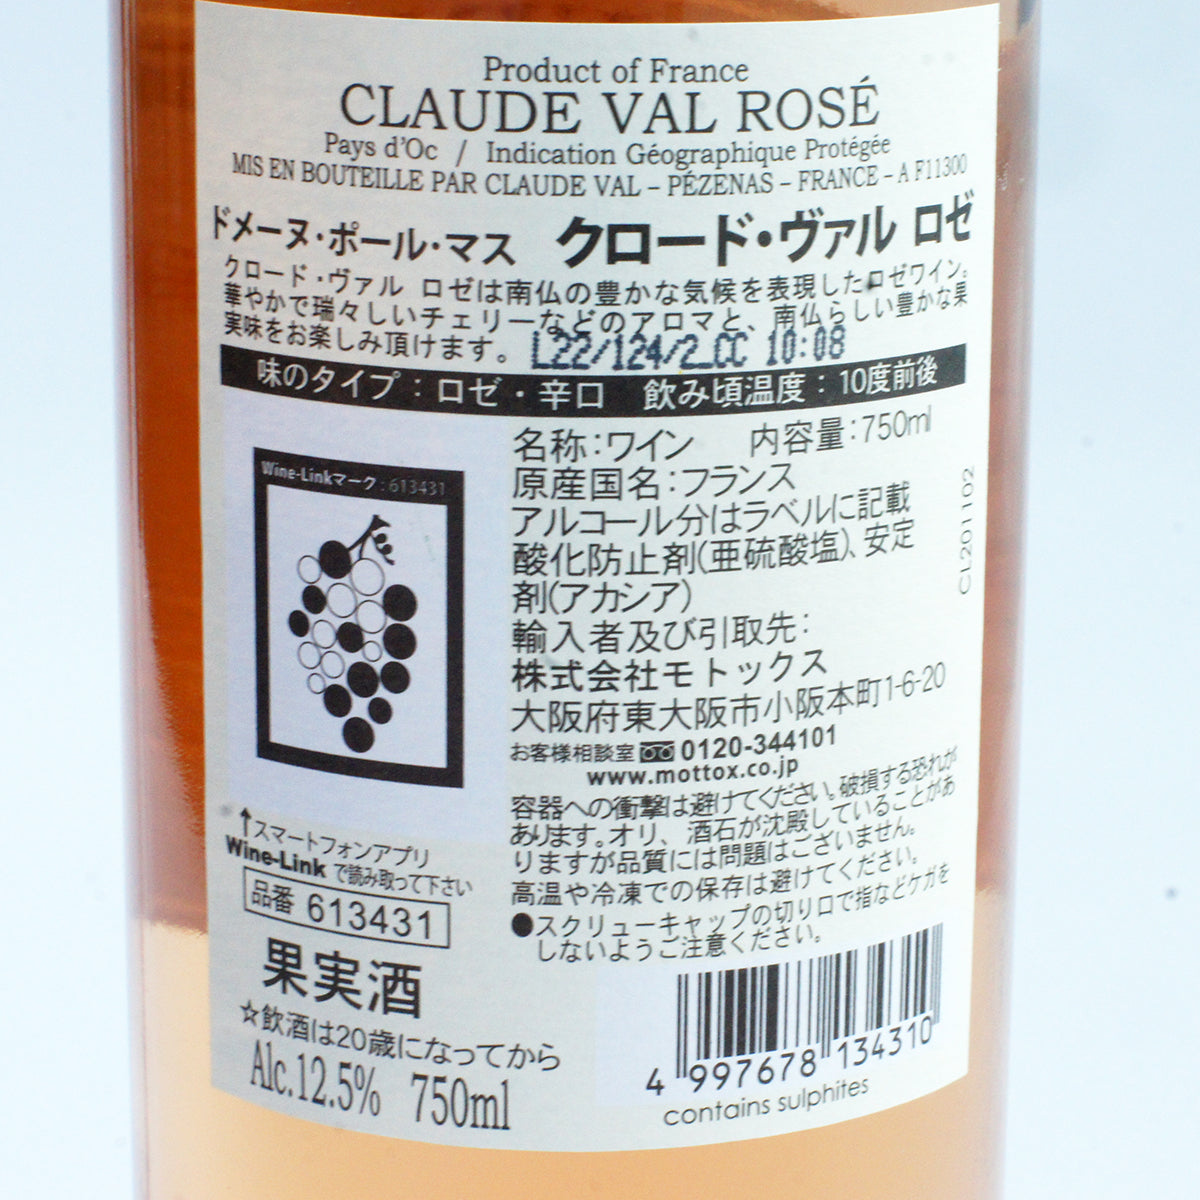 Product of France
CLAUDE VAL ROSÉ
Pays d'Oc / Indication Géographique Protégée
MIS EN BOUTEILLE PAR CLAUDE VAL – PÉZENAS – FRANCE – A F11300
ドメーヌ・ポール・マス クロード・ヴァル ロゼ
クロード・ヴァル ロゼは南仏の豊かな気候を表現したロゼワイン。
華やかで瑞々しいチェリーなどのアロマと、南仏らしい豊かな果
実味をお楽しみ頂けます。
L22/124/2_CC 10:08
味のタイプ：ロゼ・辛口 飲み頃温度：10度前後
Wine-Linkマーク:613431
↑スマートフォンアプリ
Wine-Link で読み取って下さい
品番 613431
果実酒
☆飲酒は20歳になってから
Alc.12.5% 750ml
名称：ワイン 内容量：750ml
原産国名：フランス
アルコール分はラベルに記載
酸化防止剤(亜硫酸塩)、安定
剤(アカシア)
輸入者及び引取先：
株式会社モトックス
大阪府東大阪市小阪本町1-6-20
お客様相談室 0120-344101
www.mottox.co.jp
容器への衝撃は避けてください。破損する恐れが
あります。オリ、酒石が沈殿していることがあ
りますが品質には問題はございません。
高温や冷凍での保存は避けてください。
●スクリューキャップの切り口で指などケガを
しないようご注意ください。
4 997678 134310
contains sulphites
CL201102